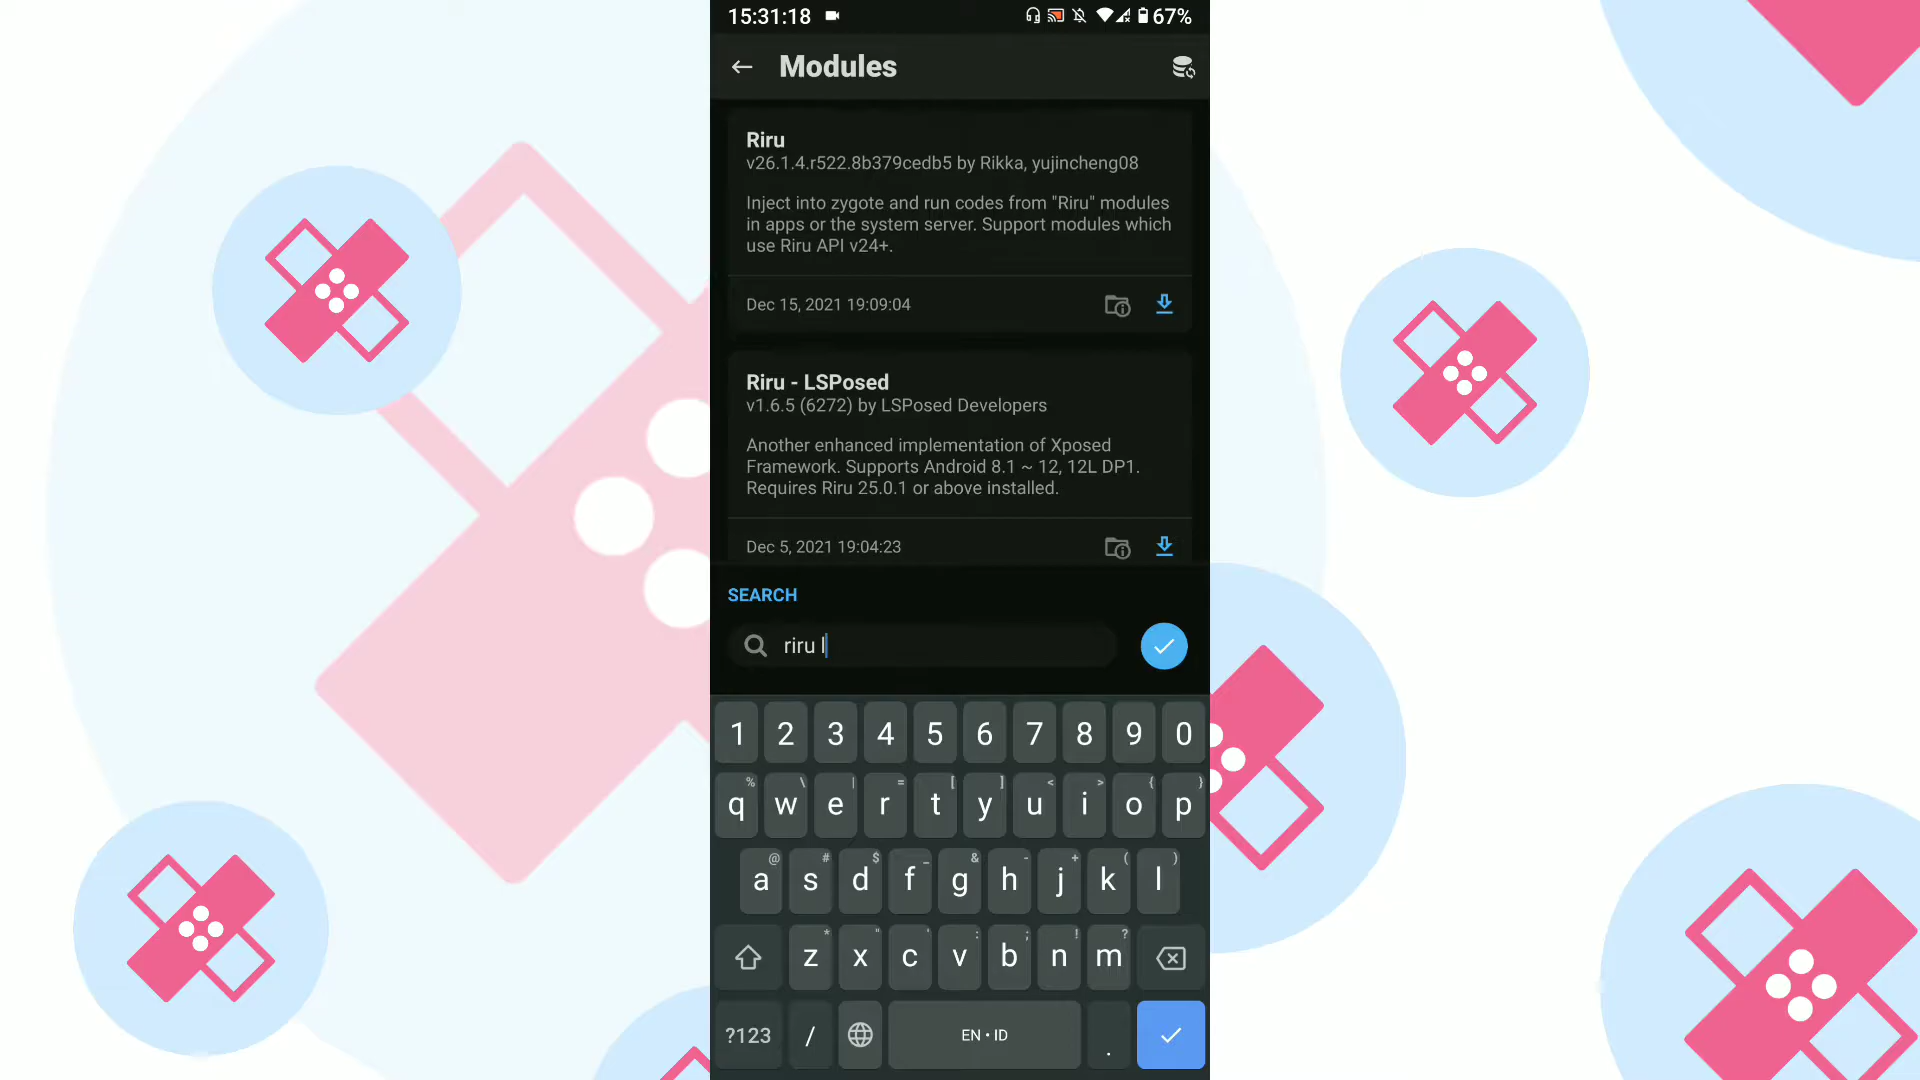 15:31:18
67%
Modules
Riru
v26.1.4.r522.8b379cedb5 by Rikka, yujincheng08
Inject into zygote and run codes from "Riru" modules
in apps or the system server. Support modules which
use Riru API v24+.
Dec 15, 2021 19:09:04
Riru - LSPosed
v1.6.5 (6272) by LSPosed Developers
Another enhanced implementation of Xposed
Framework. Supports Android 8.1 ~ 12, 12L DP1.
Requires Riru 25.0.1 or above installed.
Dec 5, 2021 19:04:23
SEARCH
riru l
1 2 3 4 5 6 7 8 9 0
% \ | = [ ] < > { }
q w e r t y u i o p
@ # $ _ & - + ( )
a s d f g h j k l
* " ' : ; ! ?
z x c v b n m
?123 / EN • ID .